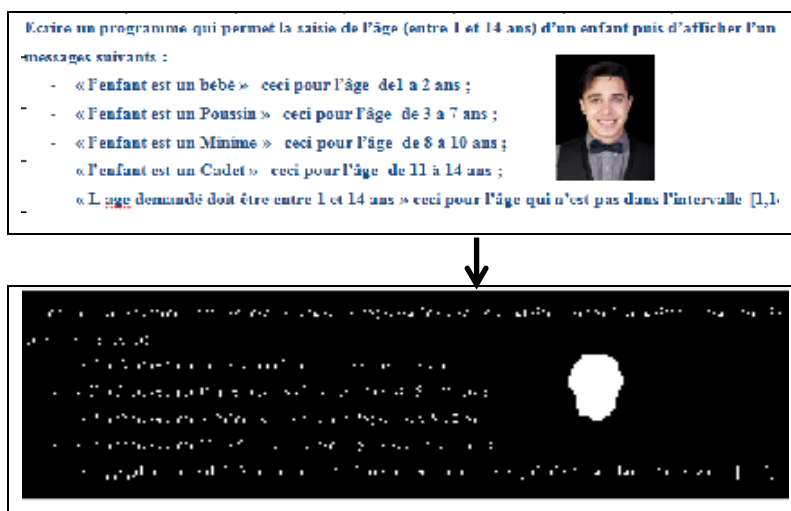 Ecrire un programme qui permet la saisie de l'âge (entre 1 et 14 ans) d'un enfant puis d'afficher l'un
messages suivants :
- « l'enfant est un bébé » ceci pour l'âge de1 a 2 ans ;
- « l'enfant est un Poussin » ceci pour l'âge de 3 a 7 ans ;
- « l'enfant est un Minime » ceci pour l'âge de 8 à 10 ans ;
« l'enfant est un Cadet » ceci pour l'âge de 11 à 14 ans ;
« L age demandé doit être entre 1 et 14 ans » ceci pour l'âge qui n'est pas dans l'intervalle [1,1